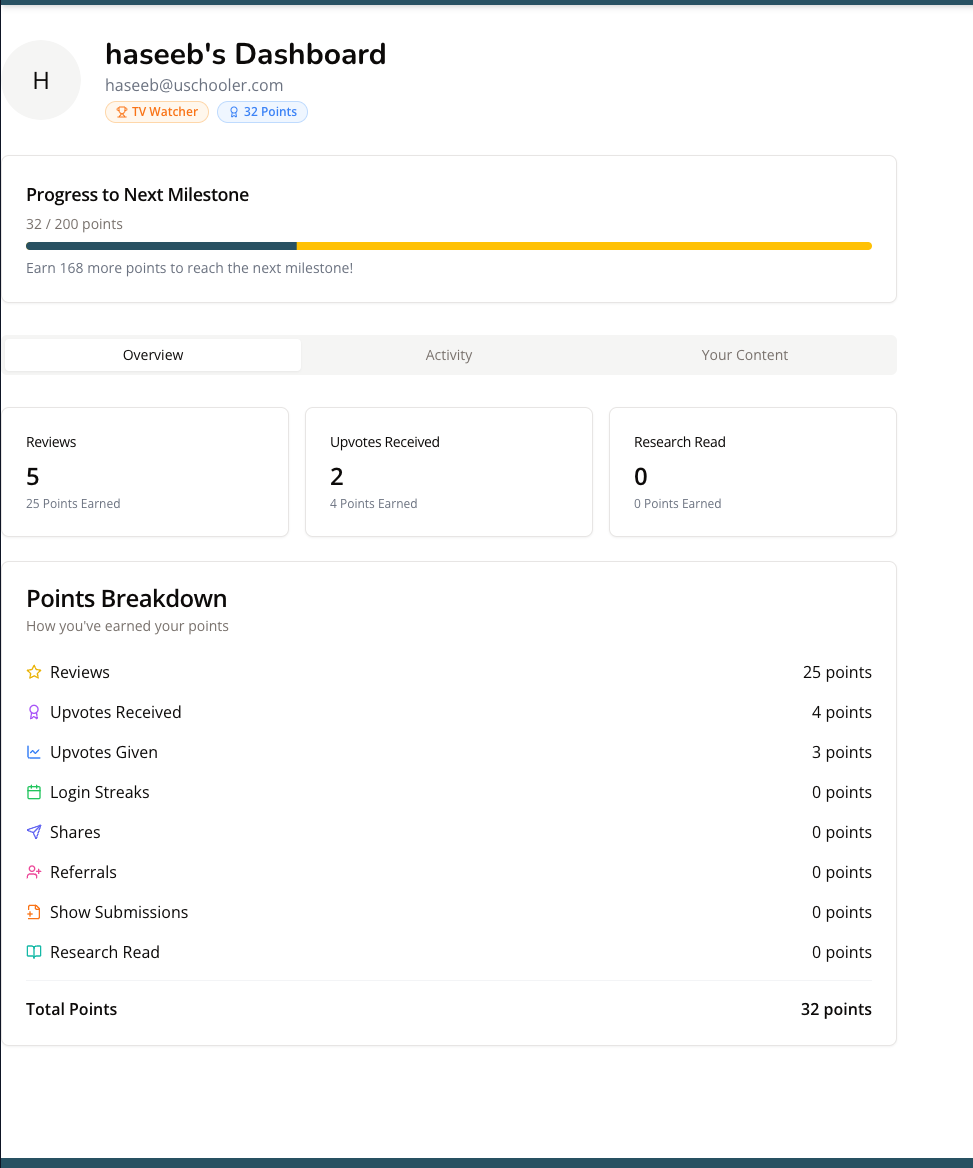 H
haseeb's Dashboard
haseeb@uschooler.com
TV Watcher 32 Points
Progress to Next Milestone
32 / 200 points
Earn 168 more points to reach the next milestone!
Overview Activity Your Content
Reviews
5
25 Points Earned
Upvotes Received
2
4 Points Earned
Research Read
0
0 Points Earned
Points Breakdown
How you've earned your points
Reviews 25 points
Upvotes Received 4 points
Upvotes Given 3 points
Login Streaks 0 points
Shares 0 points
Referrals 0 points
Show Submissions 0 points
Research Read 0 points
Total Points 32 points